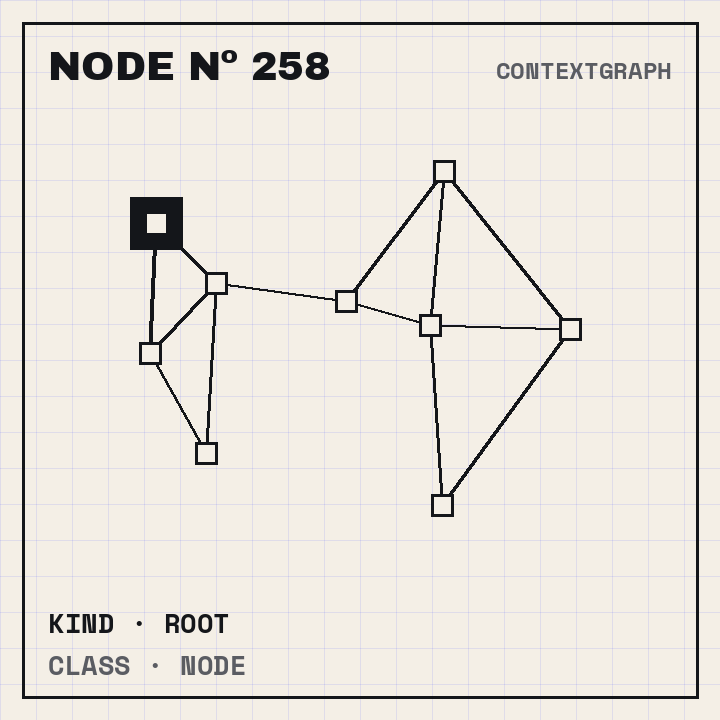 NODE Nº 258
CONTEXTGRAPH
KIND · ROOT
CLASS · NODE